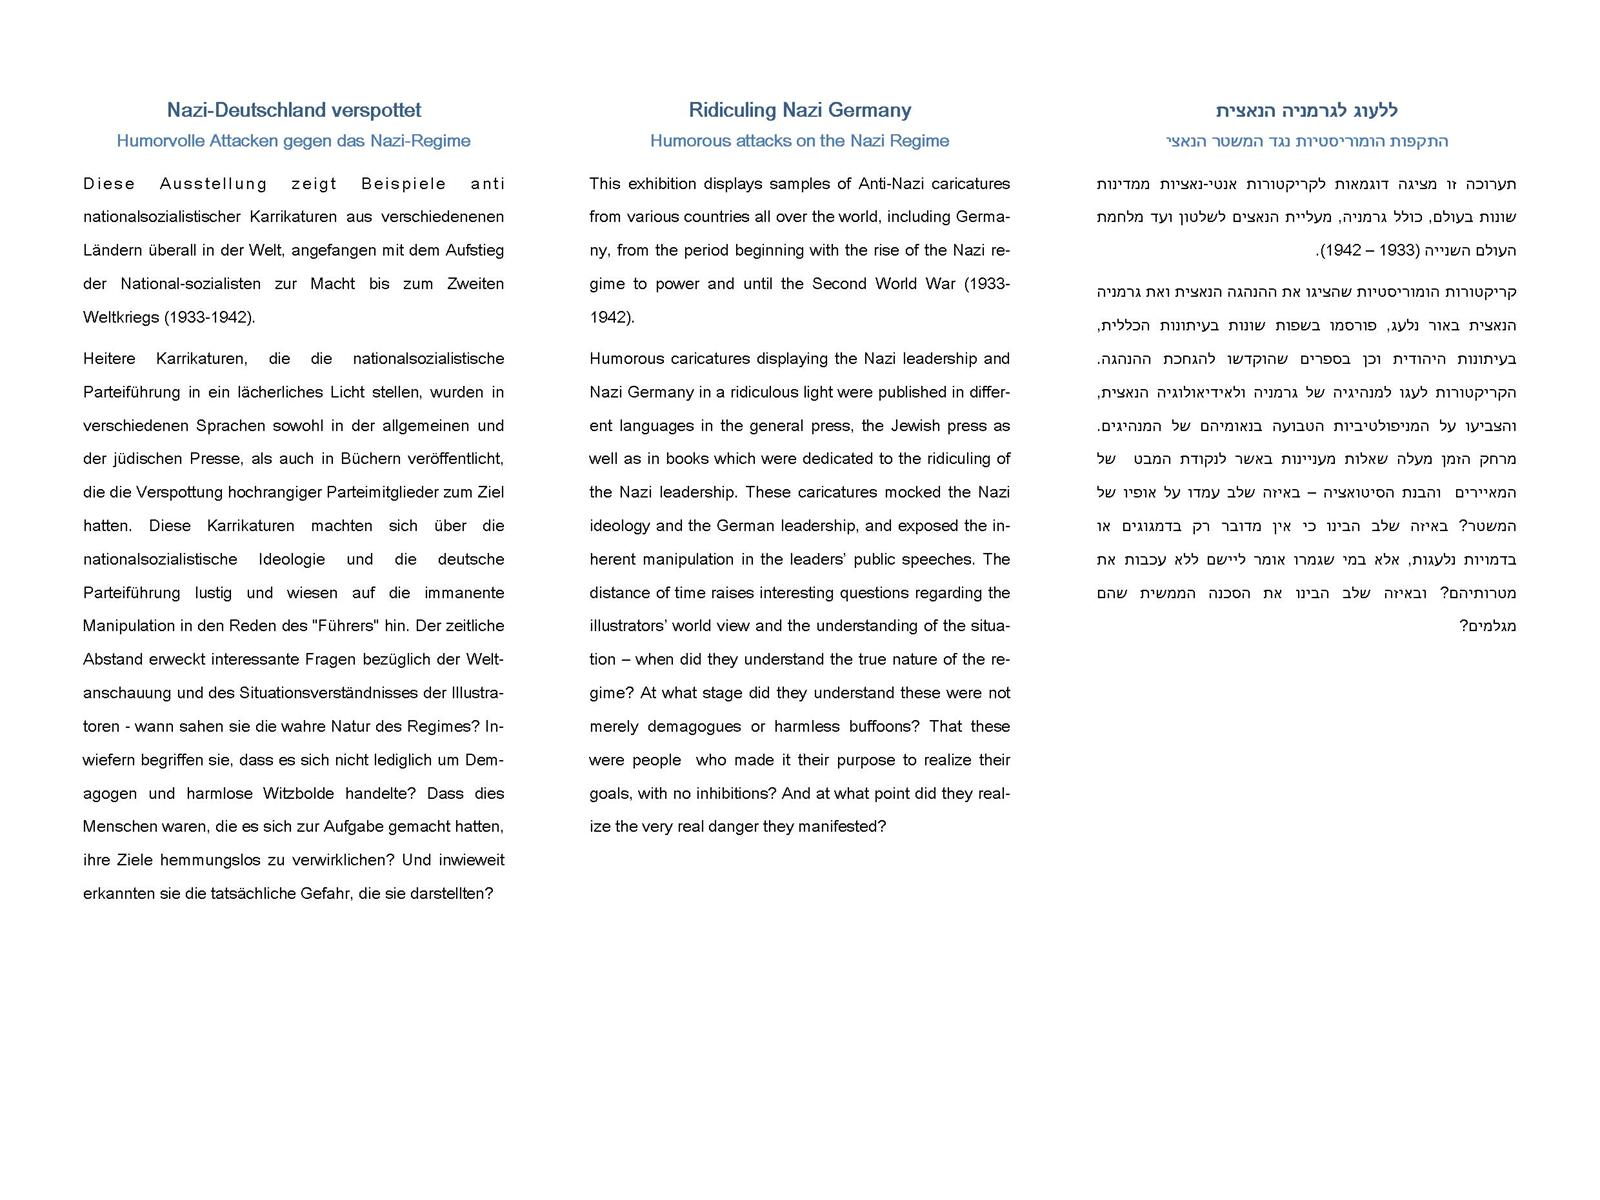 Nazi-Deutschland verspottet
Humorvolle Attacken gegen das Nazi-Regime
Diese Ausstellung zeigt Beispiele anti
nationalsozialistischer Karrikaturen aus verschiedenenen
Ländern überall in der Welt, angefangen mit dem Aufstieg
der National-sozialisten zur Macht bis zum Zweiten
Weltkriegs (1933-1942).
Heitere Karrikaturen, die die nationalsozialistische
Parteiführung in ein lächerliches Licht stellen, wurden in
verschiedenen Sprachen sowohl in der allgemeinen und
der jüdischen Presse, als auch in Büchern veröffentlicht,
die die Verspottung hochrangiger Parteimitglieder zum Ziel
hatten. Diese Karrikaturen machten sich über die
nationalsozialistische Ideologie und die deutsche
Parteiführung lustig und wiesen auf die immanente
Manipulation in den Reden des "Führers" hin. Der zeitliche
Abstand erweckt interessante Fragen bezüglich der Welt-
anschauung und des Situationsverständnisses der Illustra-
toren - wann sahen sie die wahre Natur des Regimes? In-
wiefern begriffen sie, dass es sich nicht lediglich um Dem-
agogen und harmlose Witzbolde handelte? Dass dies
Menschen waren, die es sich zur Aufgabe gemacht hatten,
ihre Ziele hemmungslos zu verwirklichen? Und inwieweit
erkannten sie die tatsächliche Gefahr, die sie darstellten?
Ridiculing Nazi Germany
Humorous attacks on the Nazi Regime
This exhibition displays samples of Anti-Nazi caricatures
from various countries all over the world, including Germa-
ny, from the period beginning with the rise of the Nazi re-
gime to power and until the Second World War (1933-
1942).
Humorous caricatures displaying the Nazi leadership and
Nazi Germany in a ridiculous light were published in differ-
ent languages in the general press, the Jewish press as
well as in books which were dedicated to the ridiculing of
the Nazi leadership. These caricatures mocked the Nazi
ideology and the German leadership, and exposed the in-
herent manipulation in the leaders' public speeches. The
distance of time raises interesting questions regarding the
illustrators' world view and the understanding of the situa-
tion – when did they understand the true nature of the re-
gime? At what stage did they understand these were not
merely demagogues or harmless buffoons? That these
were people who made it their purpose to realize their
goals, with no inhibitions? And at what point did they real-
ize the very real danger they manifested?
ללעוג לגרמניה הנאצית
התקפות הומוריסטיות נגד המשטר הנאצי
תערוכה זו מציגה דוגמאות לקריקטורות אנטי-נאציות ממדינות
שונות בעולם, כולל גרמניה, מעליית הנאצים לשלטון ועד מלחמת
העולם השנייה (1933 – 1942).
קריקטורות הומוריסטיות שהציגו את ההנהגה הנאצית ואת גרמניה
הנאצית באור נלעג, פורסמו בשפות שונות בעיתונות הכללית,
בעיתונות היהודית וכן בספרים שהוקדשו להגחכת ההנהגה.
הקריקטורות לעגו למנהיגיה של גרמניה ולאידיאולוגיה הנאצית,
והצביעו על המניפולטיביות הטבועה בנאומיהם של המנהיגים.
מרחק הזמן מעלה שאלות מעניינות באשר לנקודת המבט של
המאיירים והבנת הסיטואציה – באיזה שלב עמדו על אופיו של
המשטר? באיזה שלב הבינו כי אין מדובר רק בדמגוגים או
בדמויות נלעגות, אלא במי שגמרו אומר ליישם ללא עכבות את
מטרותיהם? ובאיזה שלב הבינו את הסכנה הממשית שהם
מגלמים?